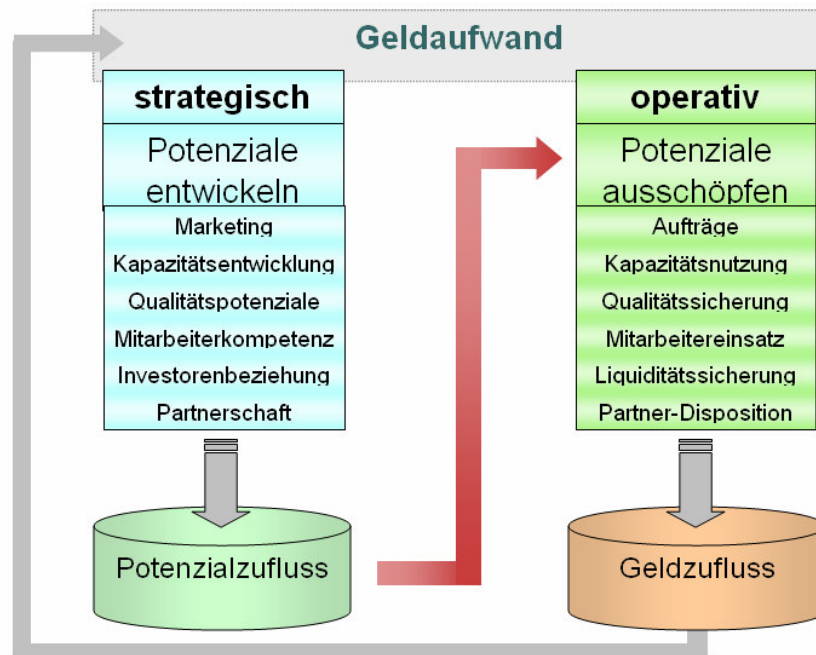 Geldaufwand
strategisch
Potenziale
entwickeln
Marketing
Kapazitätsentwicklung
Qualitätspotenziale
Mitarbeiterkompetenz
Investorenbeziehung
Partnerschaft
Potenzialzufluss
operativ
Potenziale
ausschöpfen
Aufträge
Kapazitätsnutzung
Qualitätssicherung
Mitarbeitereinsatz
Liquiditätssicherung
Partner-Disposition
Geldzufluss